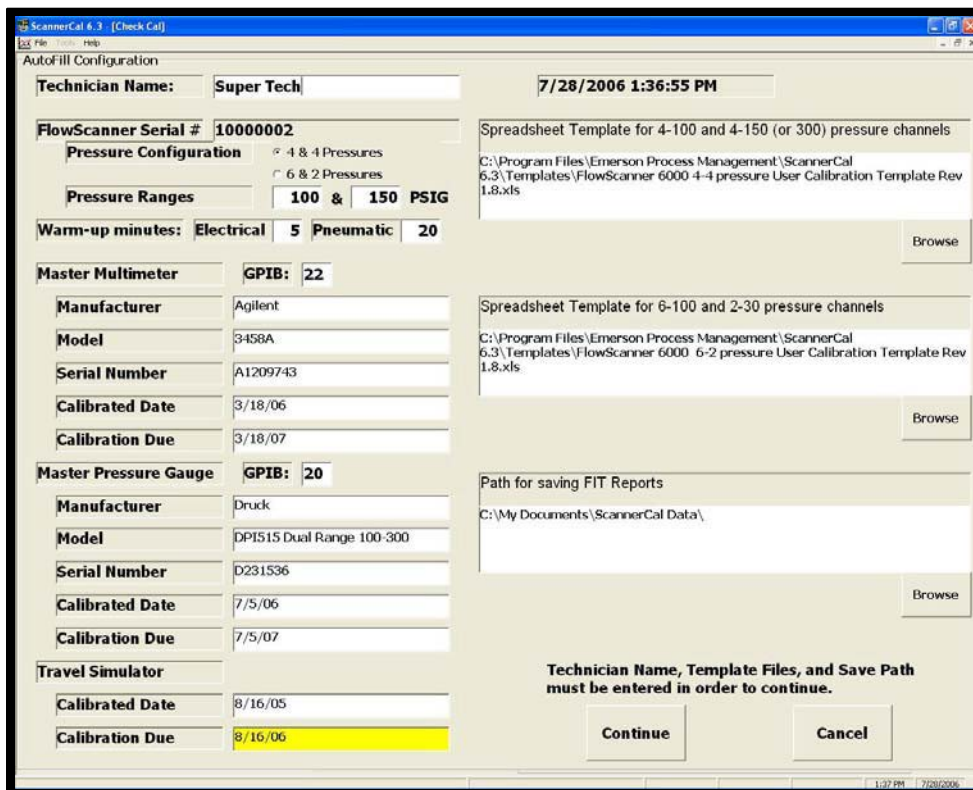 ScannerCal 6.3 - [Check Cal]
File Tools Help
AutoFill Configuration
Technician Name: Super Tech
7/28/2006 1:36:55 PM
FlowScanner Serial # 10000002
Pressure Configuration 4 & 4 Pressures
6 & 2 Pressures
Pressure Ranges 100 & 150 PSIG
Warm-up minutes: Electrical 5 Pneumatic 20
Master Multimeter GPIB: 22
Manufacturer Agilent
Model 3458A
Serial Number A1209743
Calibrated Date 3/18/06
Calibration Due 3/18/07
Master Pressure Gauge GPIB: 20
Manufacturer Druck
Model DPI515 Dual Range 100-300
Serial Number D231536
Calibrated Date 7/5/06
Calibration Due 7/5/07
Travel Simulator
Calibrated Date 8/16/05
Calibration Due 8/16/06
Spreadsheet Template for 4-100 and 4-150 (or 300) pressure channels
C:\Program Files\Emerson Process Management\ScannerCal
6.3\Templates\FlowScanner 6000 4-4 pressure User Calibration Template Rev
1.8.xls
Browse
Spreadsheet Template for 6-100 and 2-30 pressure channels
C:\Program Files\Emerson Process Management\ScannerCal
6.3\Templates\FlowScanner 6000 6-2 pressure User Calibration Template Rev
1.8.xls
Browse
Path for saving FIT Reports
C:\My Documents\ScannerCal Data\
Browse
Technician Name, Template Files, and Save Path
must be entered in order to continue.
Continue Cancel
1:37 PM 7/28/2006